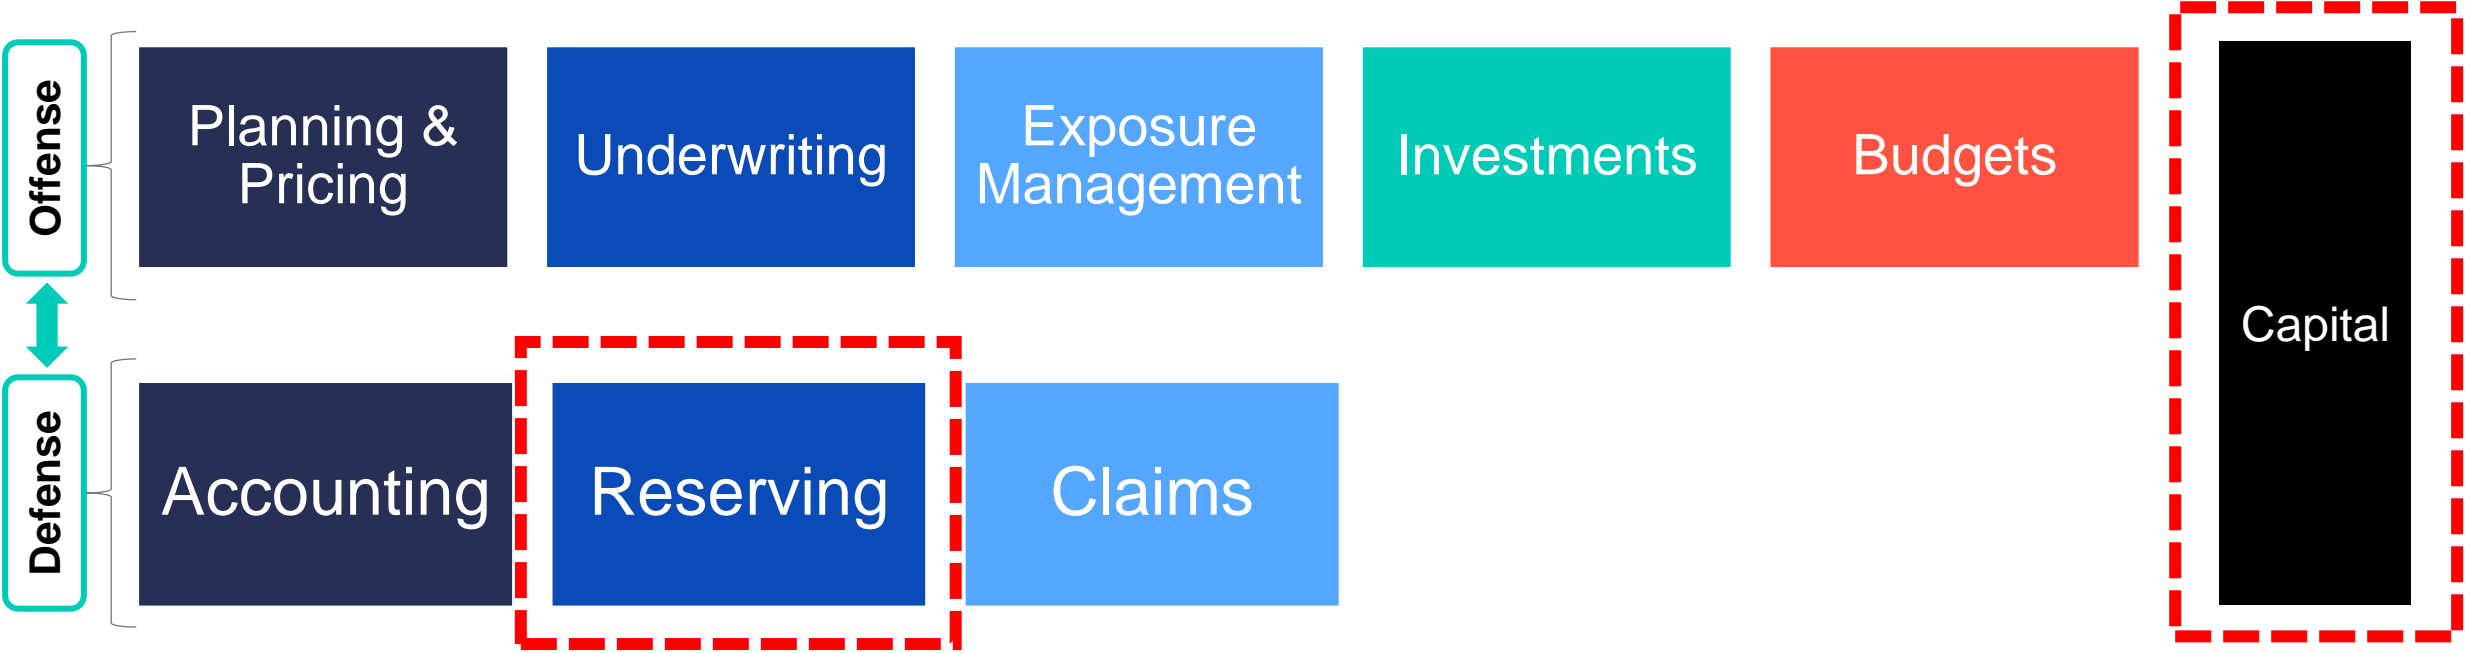 Offense
Planning &
Pricing
Underwriting
Exposure
Management
Investments
Budgets
Capital
Defense
Accounting
Reserving
Claims